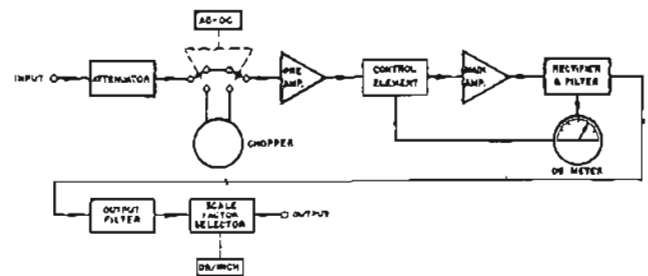 AC-DC
INPUT
ATTENUATOR
PRE
AMP.
CONTROL
ELEMENT
MAIN
AMP.
RECTIFIER
& FILTER
CHOPPER
DB METER
OUTPUT
FILTER
SCALE
FACTOR
SELECTOR
OUTPUT
DB/INCH